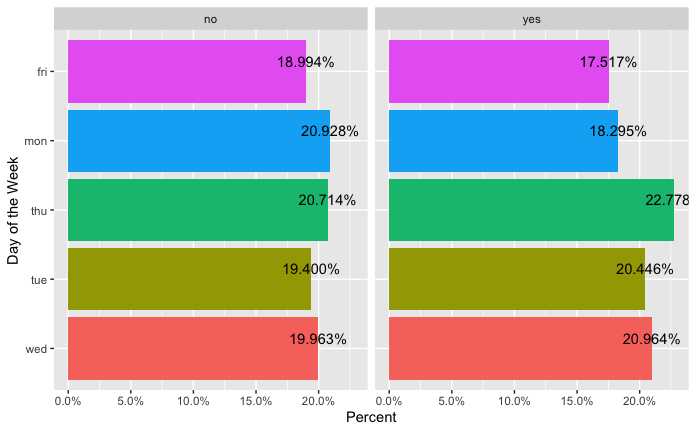 no yes
fri 18.994% 17.517%
mon 20.928% 18.295%
thu 20.714% 22.778
tue 19.400% 20.446%
wed 19.963% 20.964%
Day of the Week
0.0% 5.0% 10.0% 15.0% 20.0% 0.0% 5.0% 10.0% 15.0% 20.0%
Percent